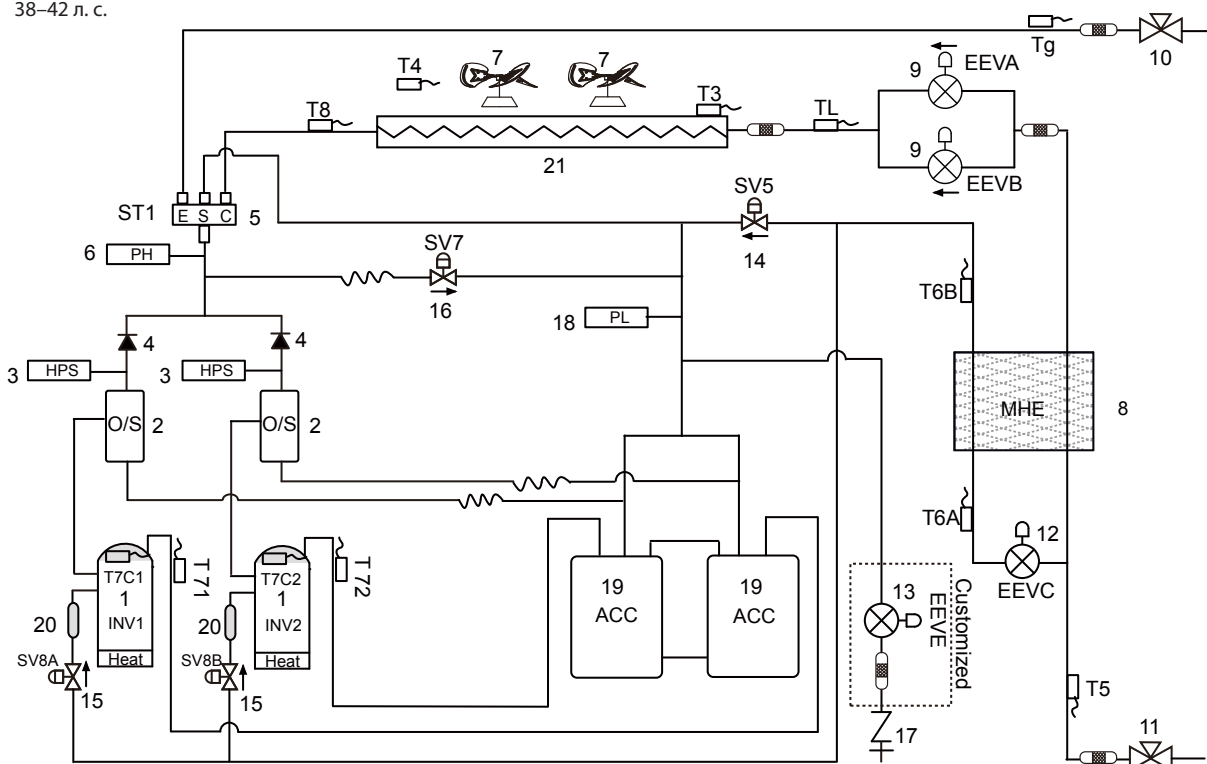 38–42 л. с.
Tg
10
7
7
T4
9
EEVA
T3
T8
TL
21
9
EEVB
SV5
ST1
E S C
5
6
PH
SV7
14
16
T6B
18
PL
4
4
3
HPS
3
HPS
MHE
8
O/S
2
O/S
2
T6A
12
EEVC
T7C1
1
INV1
Heat
T 71
T7C2
1
INV2
Heat
T 72
19
ACC
19
ACC
13
Customized
EEVE
20
20
SV8A
15
SV8B
15
17
T5
11